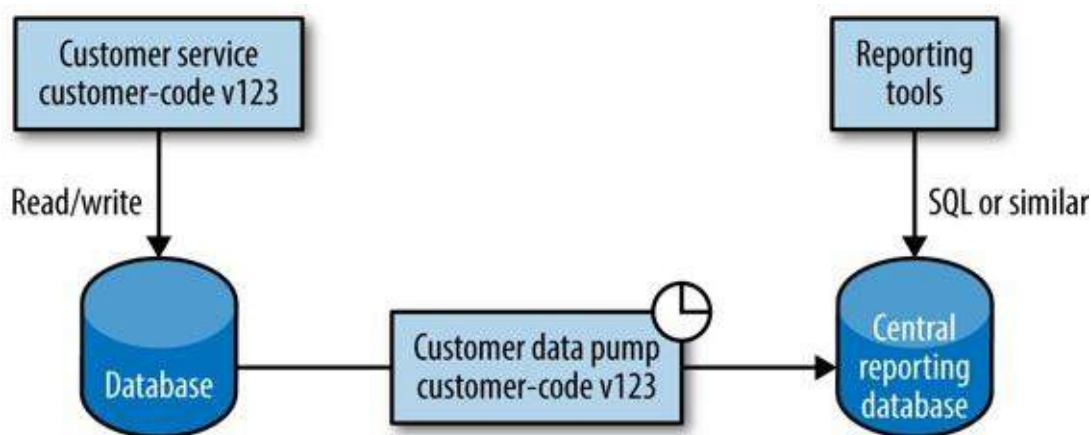 Customer service
customer-code v123
Reporting
tools
Read/write
SQL or similar
Database
Customer data pump
customer-code v123
Central
reporting
database